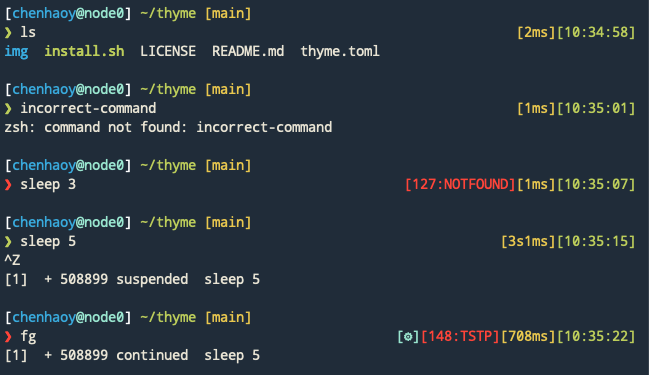 [chenhaoy@node0] ~/thyme [main]
❯ ls [2ms][10:34:58]
img install.sh LICENSE README.md thyme.toml
[chenhaoy@node0] ~/thyme [main]
❯ incorrect-command [1ms][10:35:01]
zsh: command not found: incorrect-command
[chenhaoy@node0] ~/thyme [main]
❯ sleep 3 [127:NOTFOUND][1ms][10:35:07]
[chenhaoy@node0] ~/thyme [main]
❯ sleep 5 [3s1ms][10:35:15]
^Z
[1]  + 508899 suspended  sleep 5
[chenhaoy@node0] ~/thyme [main]
❯ fg [⚙][148:TSTP][708ms][10:35:22]
[1]  + 508899 continued  sleep 5